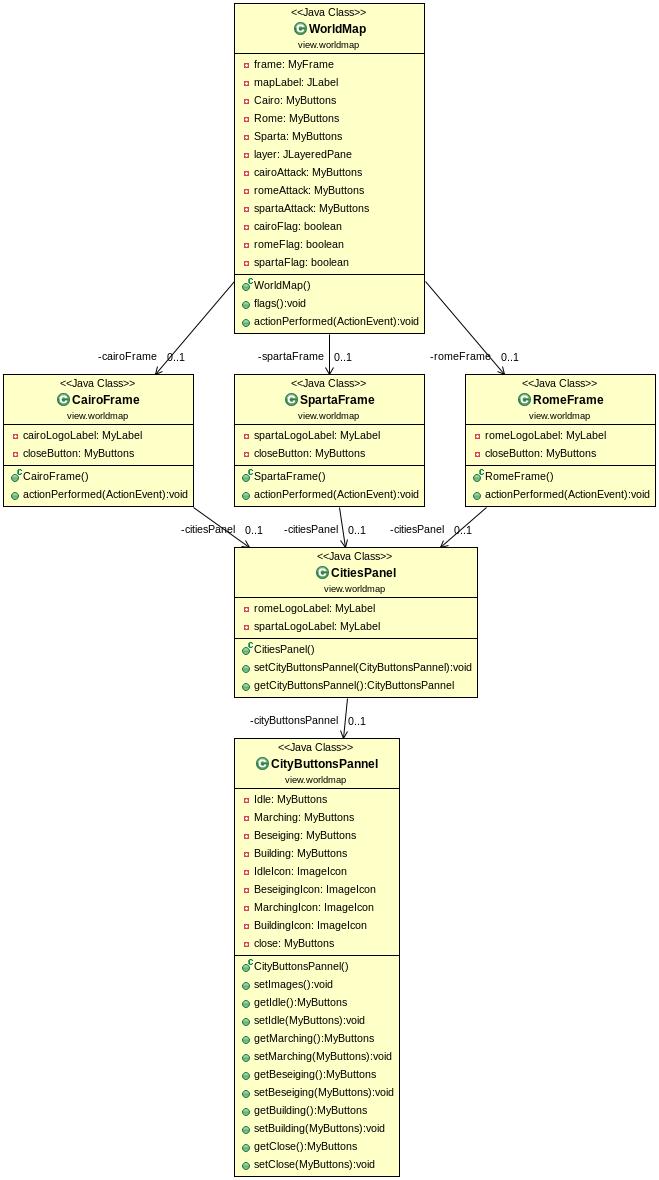 <<Java Class>>
WorldMap
view.worldmap
frame: MyFrame
mapLabel: JLabel
Cairo: MyButtons
Rome: MyButtons
Sparta: MyButtons
layer: JLayeredPane
cairoAttack: MyButtons
romeAttack: MyButtons
spartaAttack: MyButtons
cairoFlag: boolean
romeFlag: boolean
spartaFlag: boolean
WorldMap()
flags():void
actionPerformed(ActionEvent):void
-cairoFrame 0..1
-spartaFrame 0..1
-romeFrame 0..1
<<Java Class>>
CairoFrame
view.worldmap
cairoLogoLabel: MyLabel
closeButton: MyButtons
CairoFrame()
actionPerformed(ActionEvent):void
<<Java Class>>
SpartaFrame
view.worldmap
spartaLogoLabel: MyLabel
closeButton: MyButtons
SpartaFrame()
actionPerformed(ActionEvent):void
<<Java Class>>
RomeFrame
view.worldmap
romeLogoLabel: MyLabel
closeButton: MyButtons
RomeFrame()
actionPerformed(ActionEvent):void
-citiesPanel 0..1
-citiesPanel 0..1
-citiesPanel 0..1
<<Java Class>>
CitiesPanel
view.worldmap
romeLogoLabel: MyLabel
spartaLogoLabel: MyLabel
CitiesPanel()
setCityButtonsPannel(CityButtonsPannel):void
getCityButtonsPannel():CityButtonsPannel
-cityButtonsPannel 0..1
<<Java Class>>
CityButtonsPannel
view.worldmap
Idle: MyButtons
Marching: MyButtons
Beseiging: MyButtons
Building: MyButtons
IdleIcon: ImageIcon
BeseigingIcon: ImageIcon
MarchingIcon: ImageIcon
BuildingIcon: ImageIcon
close: MyButtons
CityButtonsPannel()
setImages():void
getIdle():MyButtons
setIdle(MyButtons):void
getMarching():MyButtons
setMarching(MyButtons):void
getBeseiging():MyButtons
setBeseiging(MyButtons):void
getBuilding():MyButtons
setBuilding(MyButtons):void
getClose():MyButtons
setClose(MyButtons):void